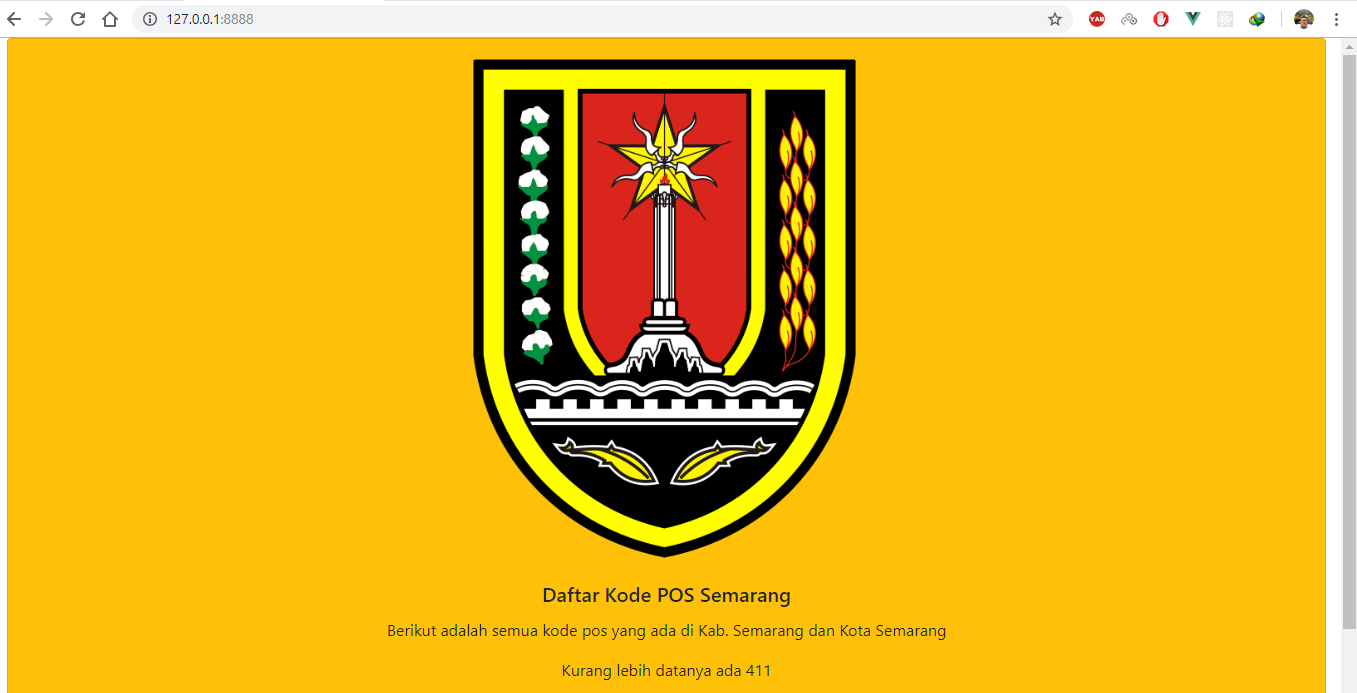 127.0.0.1:8888
YAB
Daftar Kode POS Semarang
Berikut adalah semua kode pos yang ada di Kab. Semarang dan Kota Semarang
Kurang lebih datanya ada 411